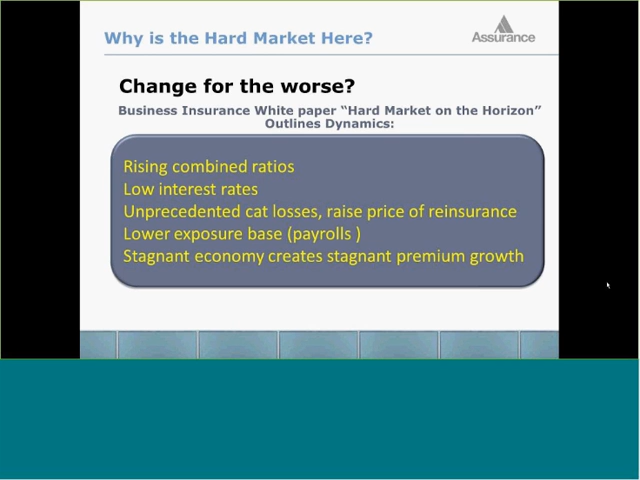 Why is the Hard Market Here?
Assurance
Change for the worse?
Business Insurance White paper “Hard Market on the Horizon”
Outlines Dynamics:
Rising combined ratios
Low interest rates
Unprecedented cat losses, raise price of reinsurance
Lower exposure base (payrolls )
Stagnant economy creates stagnant premium growth